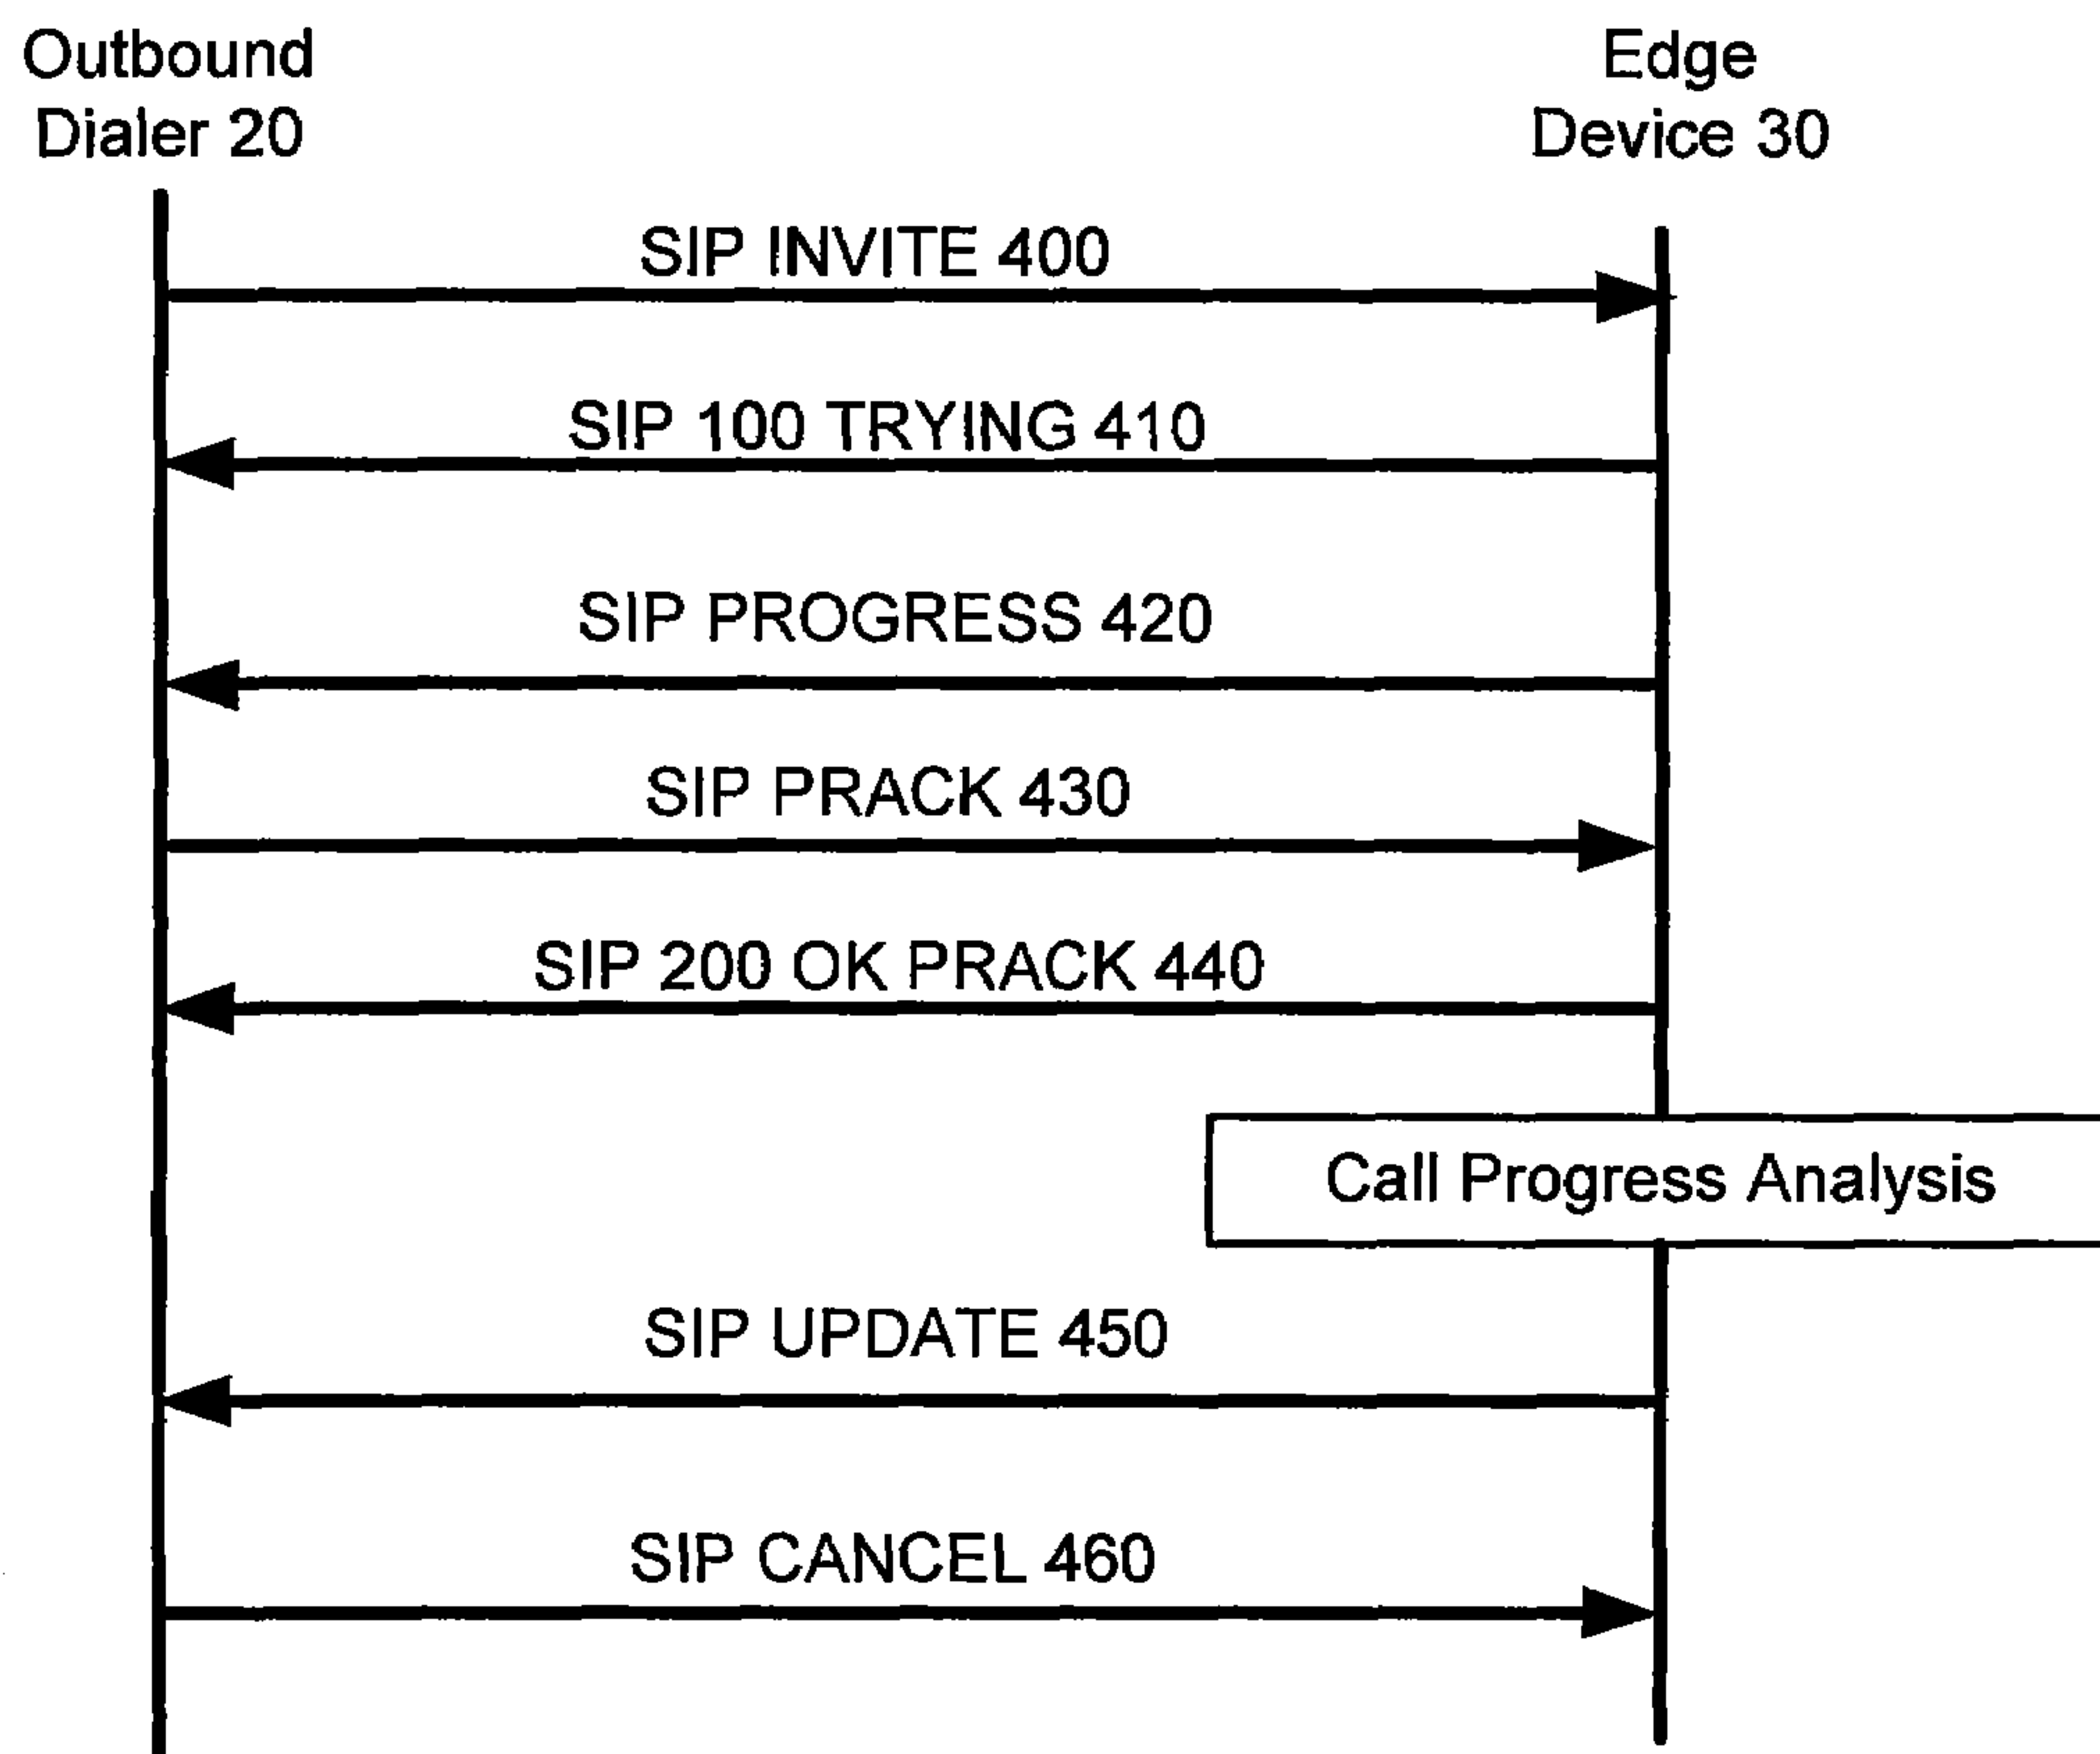 Outbound
Dialer 20
Edge
Device 30
SIP INVITE 400
SIP 100 TRYING 410
SIP PROGRESS 420
SIP PRACK 430
SIP 200 OK PRACK 440
Call Progress Analysis
SIP UPDATE 450
SIP CANCEL 460